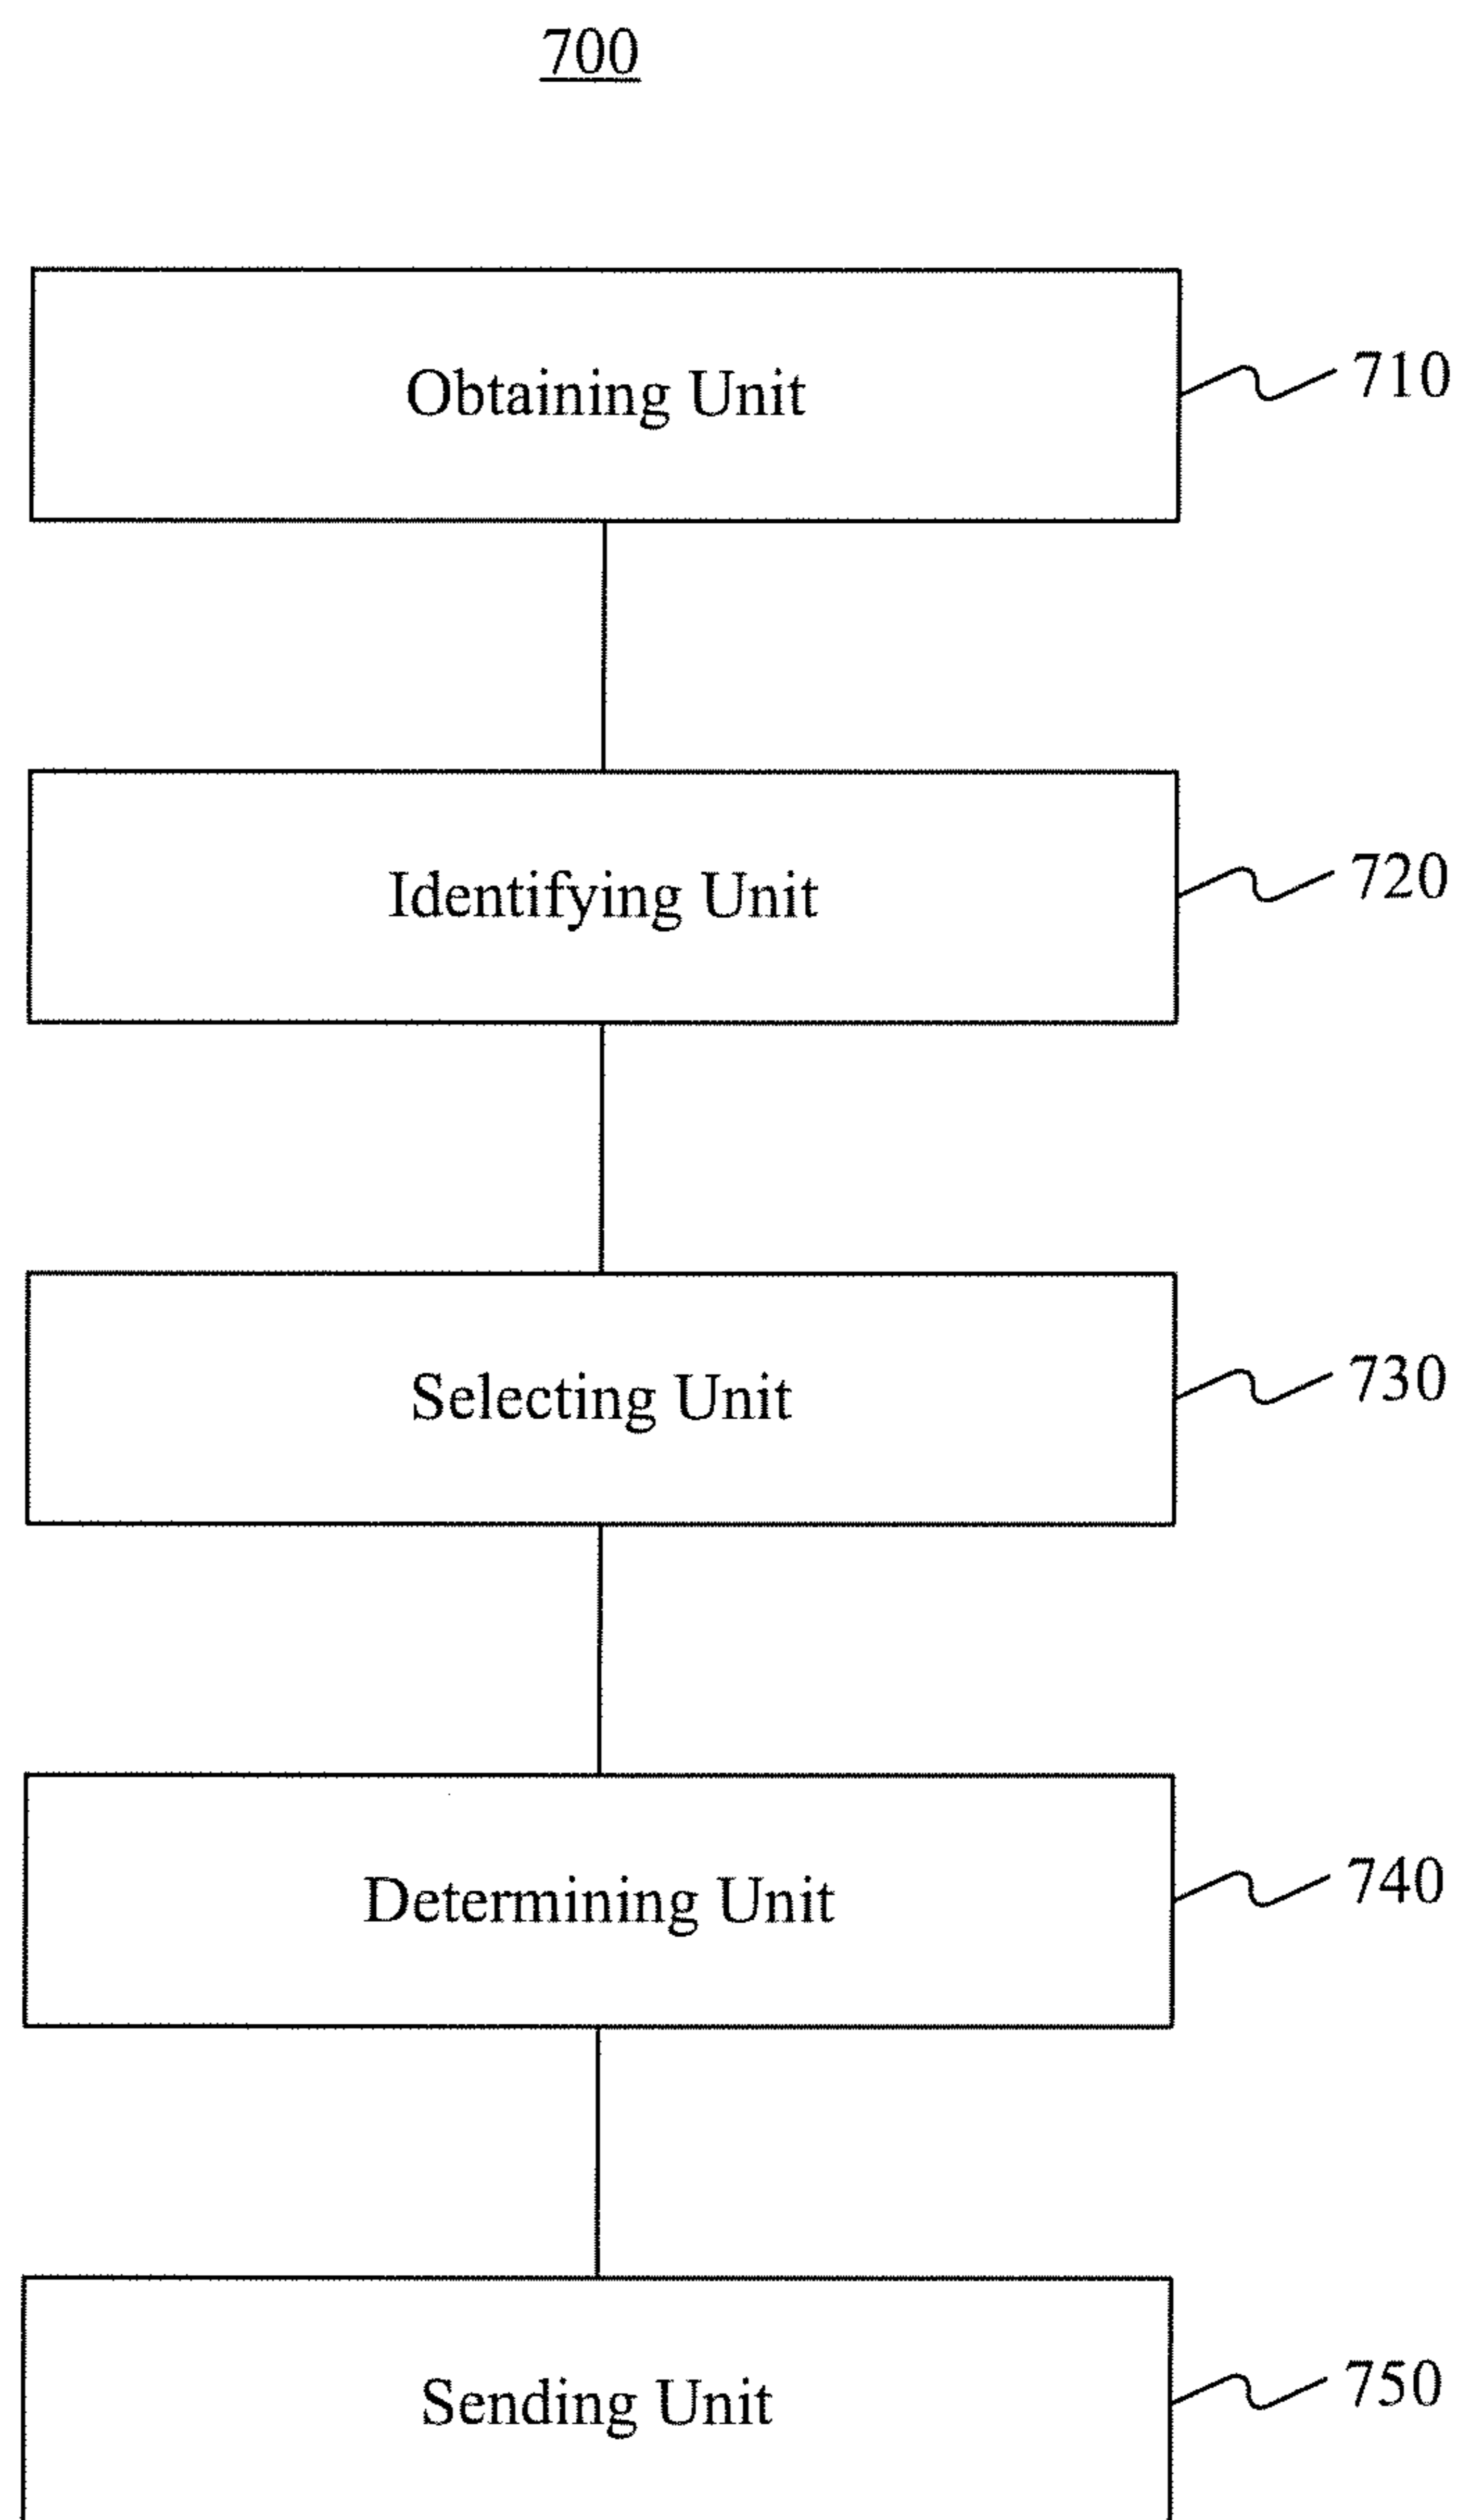 700
Obtaining Unit
710
Identifying Unit
720
Selecting Unit
730
Determining Unit
740
Sending Unit
750